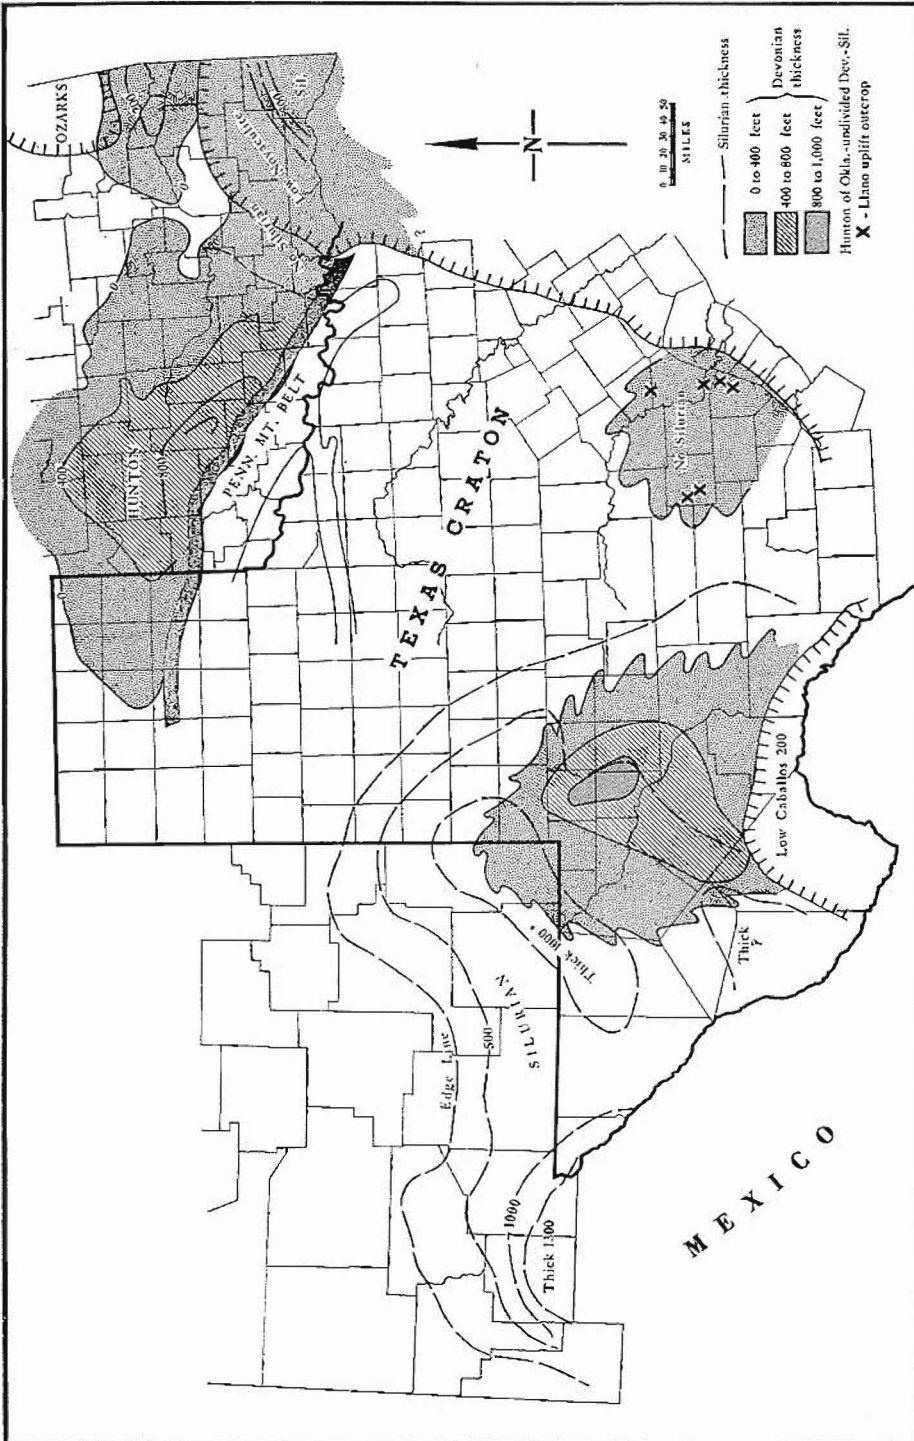 OZARKS
Sil.
No Silurian
HUNTON
400
PENN. MT. BELT
TEXAS CRATON
No Silurian
Low Caballos 200
Thick 1000'
Thick
?
SILURIAN
500
Edge Line
1000
Thick 1300
MEXICO
N
0 10 20 30 40 50
MILES
Silurian thickness
0 to 400 feet
400 to 800 feet
800 to 1,000 feet
Devonian
thickness
Hunton of Okla.-undivided Dev.-Sil.
X - Llano uplift outcrop